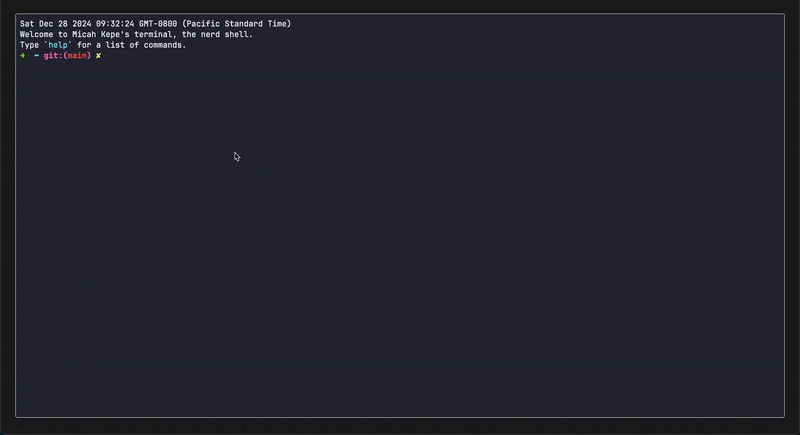 Sat Dec 28 2024 09:32:24 GMT-0800 (Pacific Standard Time)
Welcome to Micah Kepe's terminal, the nerd shell.
Type `help` for a list of commands.
→ ~ git:(main) ✘